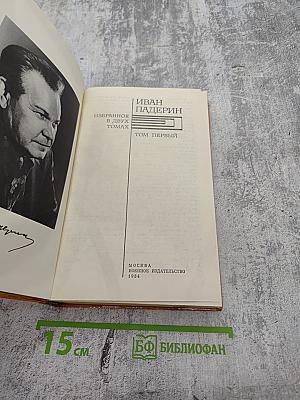 ИВАН
ПАДЕРИН
ИЗБРАННОЕ
В ДВУХ
ТОМАХ
ТОМ ПЕРВЫЙ
МОСКВА
ВОЕННОЕ ИЗДАТЕЛЬСТВО
1984
15 см
БФ БИБЛИОФАН